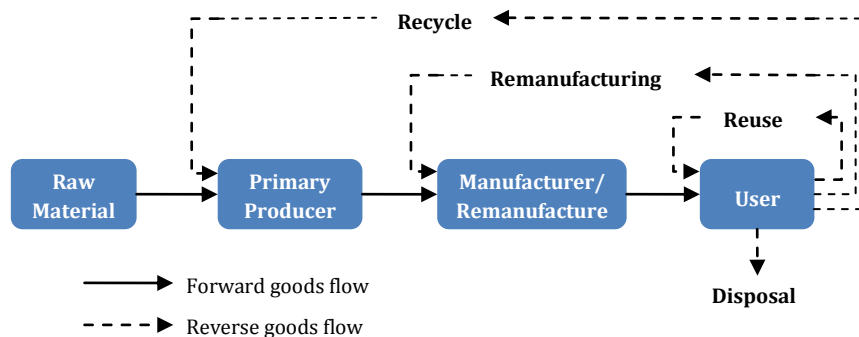 Recycle
Remanufacturing
Reuse
Raw
Material
Primary
Producer
Manufacturer/
Remanufacture
User
Forward goods flow
Disposal
Reverse goods flow